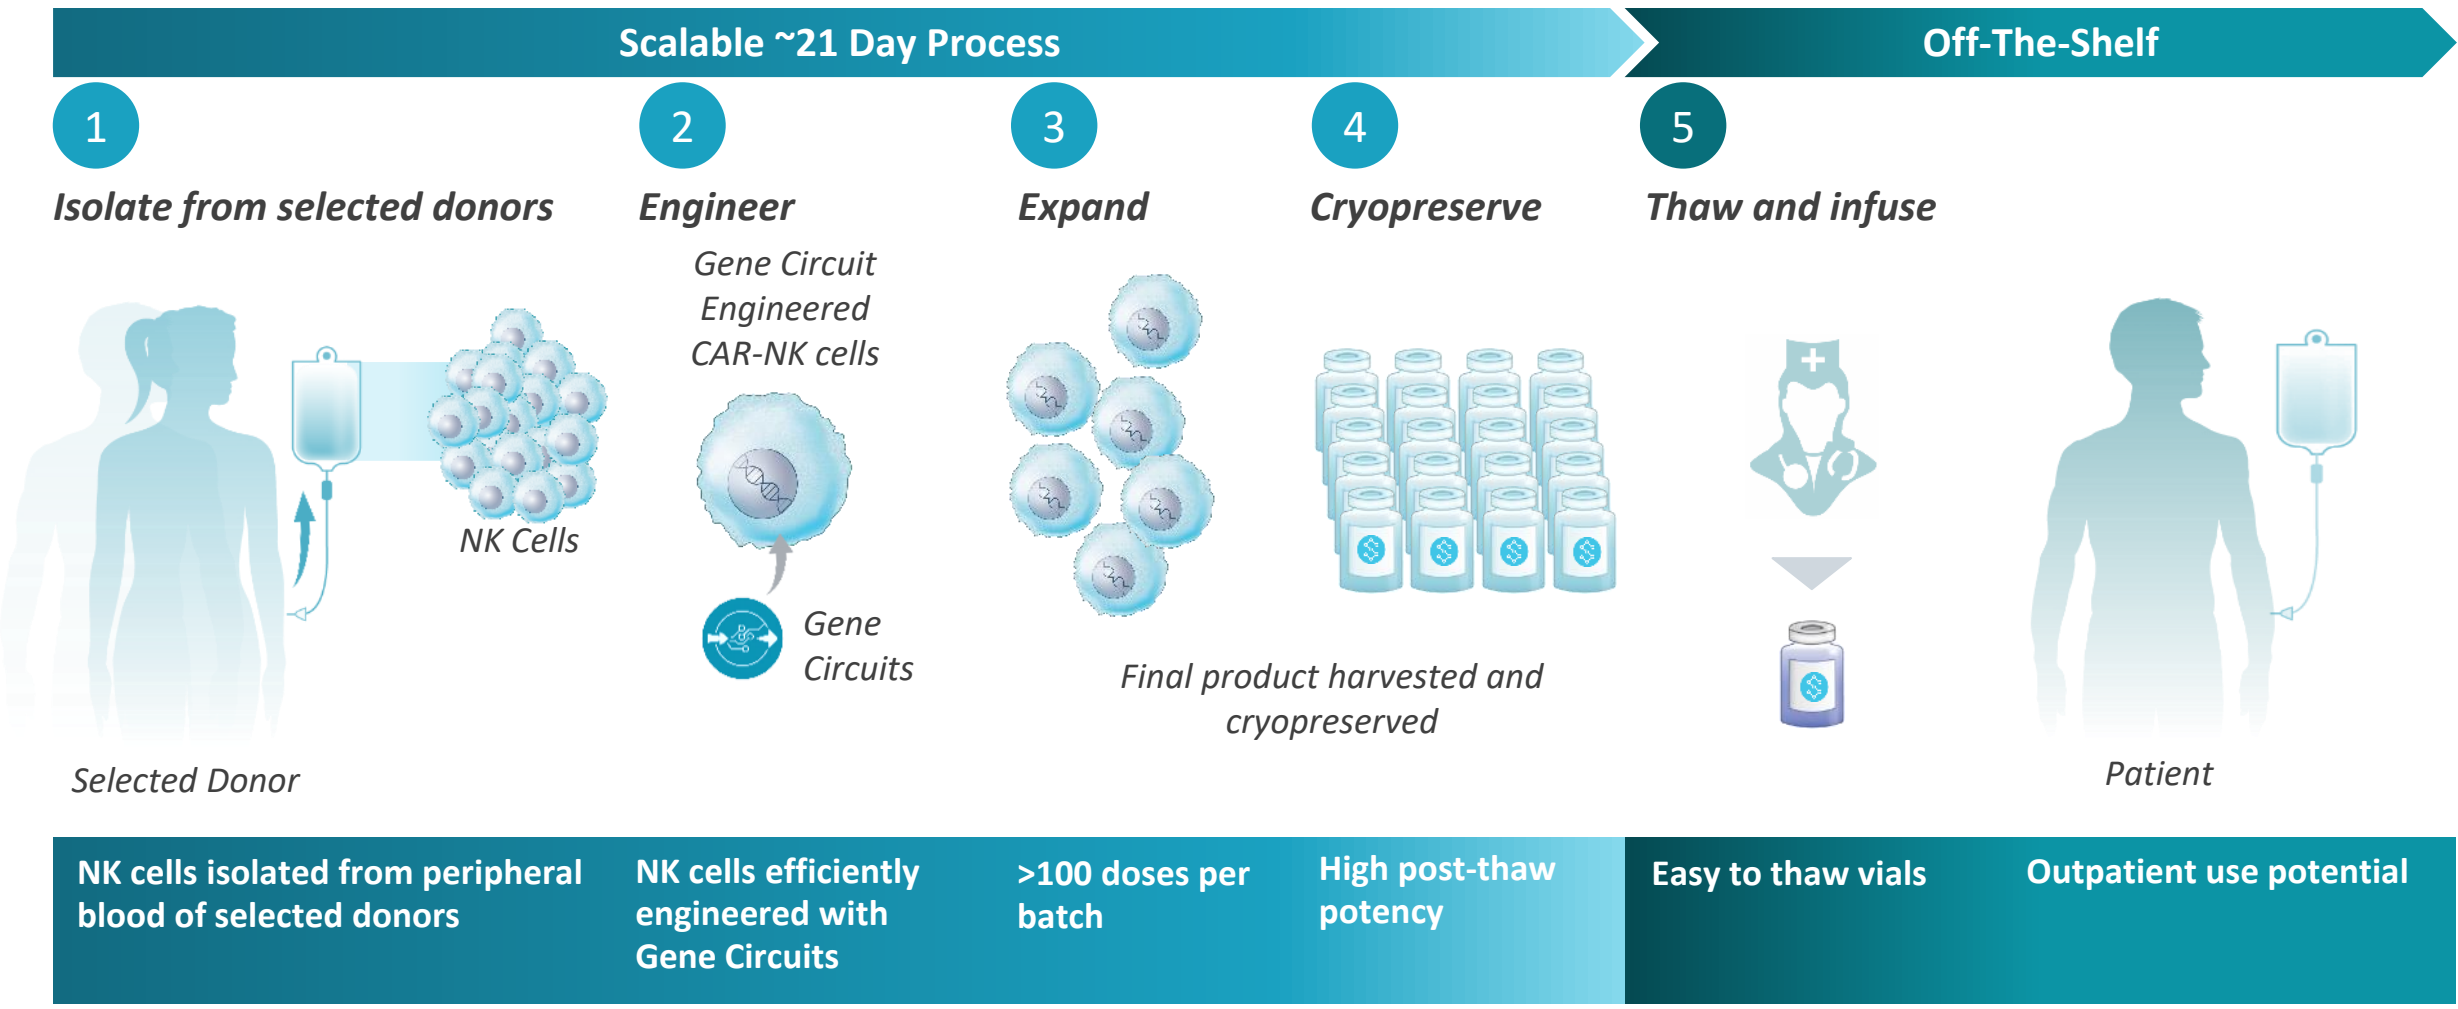 Scalable ~21 Day Process
Off-The-Shelf
1
2
3
4
5
Isolate from selected donors
Engineer
Expand
Cryopreserve
Thaw and infuse
Gene Circuit
Engineered
CAR-NK cells
NK Cells
Gene
Circuits
Final product harvested and
cryopreserved
Selected Donor
Patient
NK cells isolated from peripheral
blood of selected donors
NK cells efficiently
engineered with
Gene Circuits
>100 doses per
batch
High post-thaw
potency
Easy to thaw vials
Outpatient use potential